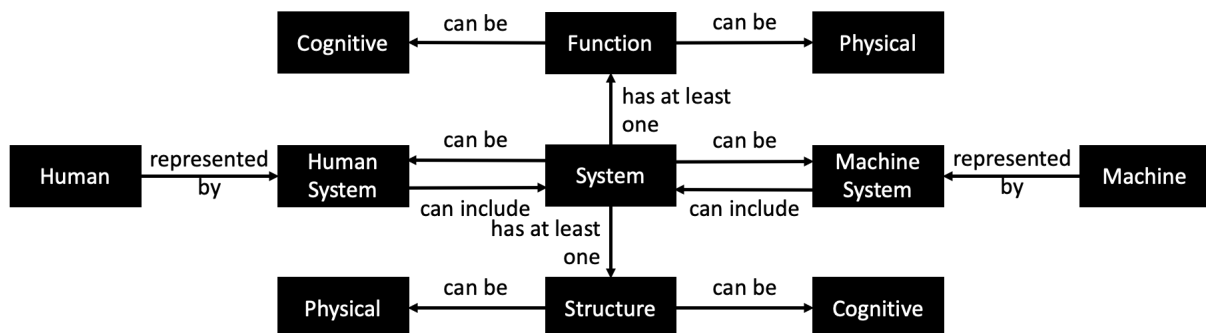 can be
can be
Cognitive
Function
Physical
has at least
one
can be
can be
represented
by
represented
by
Human
Human
System
System
Machine
System
Machine
can include
can include
has at least
one
can be
can be
Physical
Structure
Cognitive